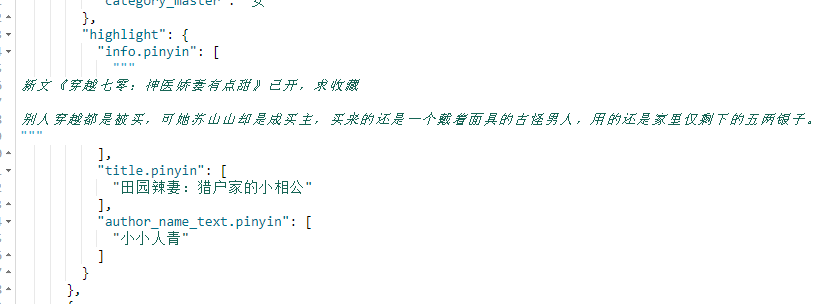 "category_master": "女"
},
"highlight": {
"info.pinyin": [
"""
新文《穿越七零：神医娇妻有点甜》已开，求收藏
别人穿越都是被买，可她苏山山却是成买主，买来的还是一个戴着面具的古怪男人，用的还是家里仅剩下的五两银子。
"""
],
"title.pinyin": [
"田园辣妻：猎户家的小相公"
],
"author_name_text.pinyin": [
"小小人青"
]
}
},